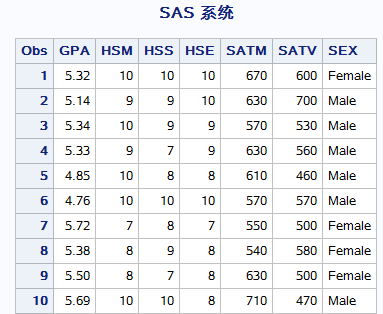 SAS 系统
Obs GPA HSM HSS HSE SATM SATV SEX
1 5.32 10 10 10 670 600 Female
2 5.14 9 9 10 630 700 Male
3 5.34 10 9 9 570 530 Male
4 5.33 9 7 9 630 560 Male
5 4.85 10 8 8 610 460 Male
6 4.76 10 10 10 570 570 Male
7 5.72 7 8 7 550 500 Female
8 5.38 8 9 8 540 580 Female
9 5.50 8 7 8 630 500 Female
10 5.69 10 10 8 710 470 Male